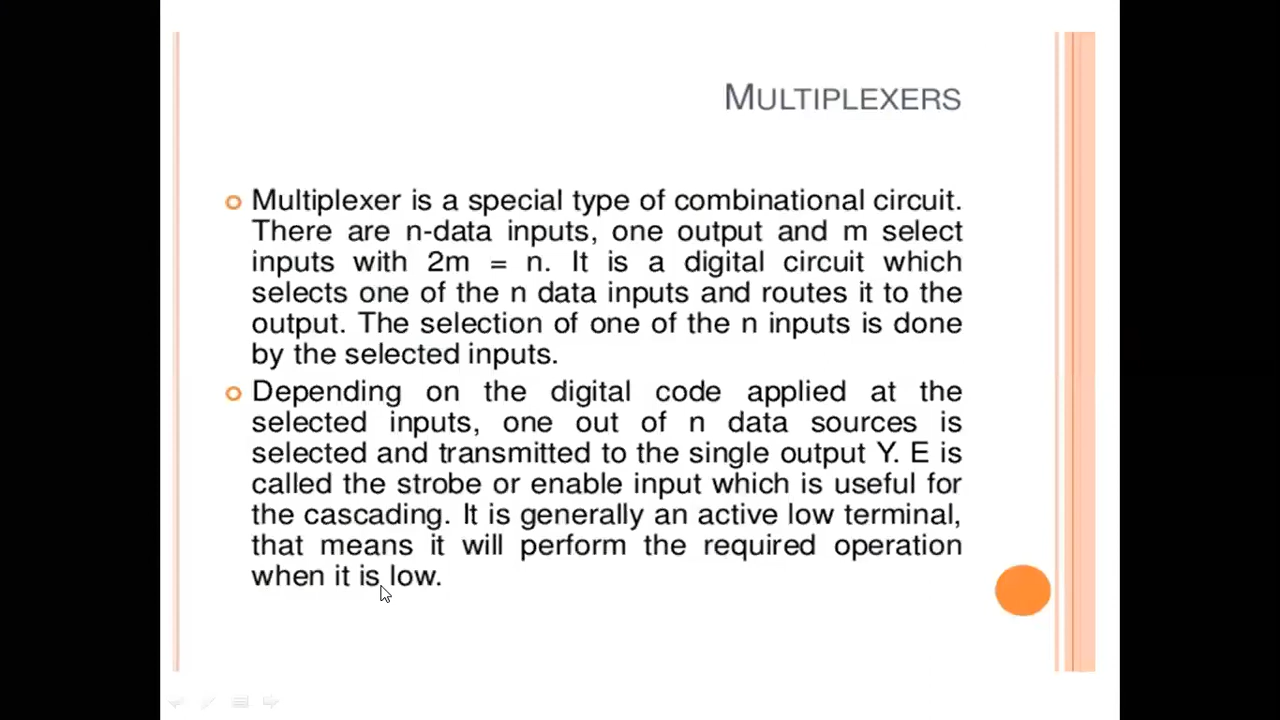 MULTIPLEXERS
Multiplexer is a special type of combinational circuit.
There are n-data inputs, one output and m select
inputs with 2m = n. It is a digital circuit which
selects one of the n data inputs and routes it to the
output. The selection of one of the n inputs is done
by the selected inputs.
Depending on the digital code applied at the
selected inputs, one out of n data sources is
selected and transmitted to the single output Y. E is
called the strobe or enable input which is useful for
the cascading. It is generally an active low terminal,
that means it will perform the required operation
when it is low.